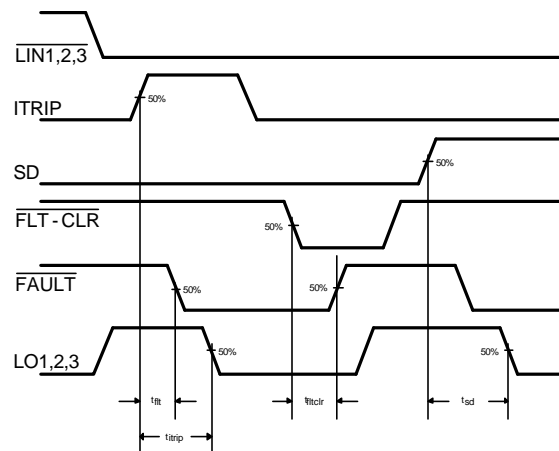 LIN1,2,3
ITRIP
50%
SD
50%
FLT - CLR
50%
FAULT
50%
50%
LO1,2,3
50%
50%
tflt
tfltclr
tsd
titrip